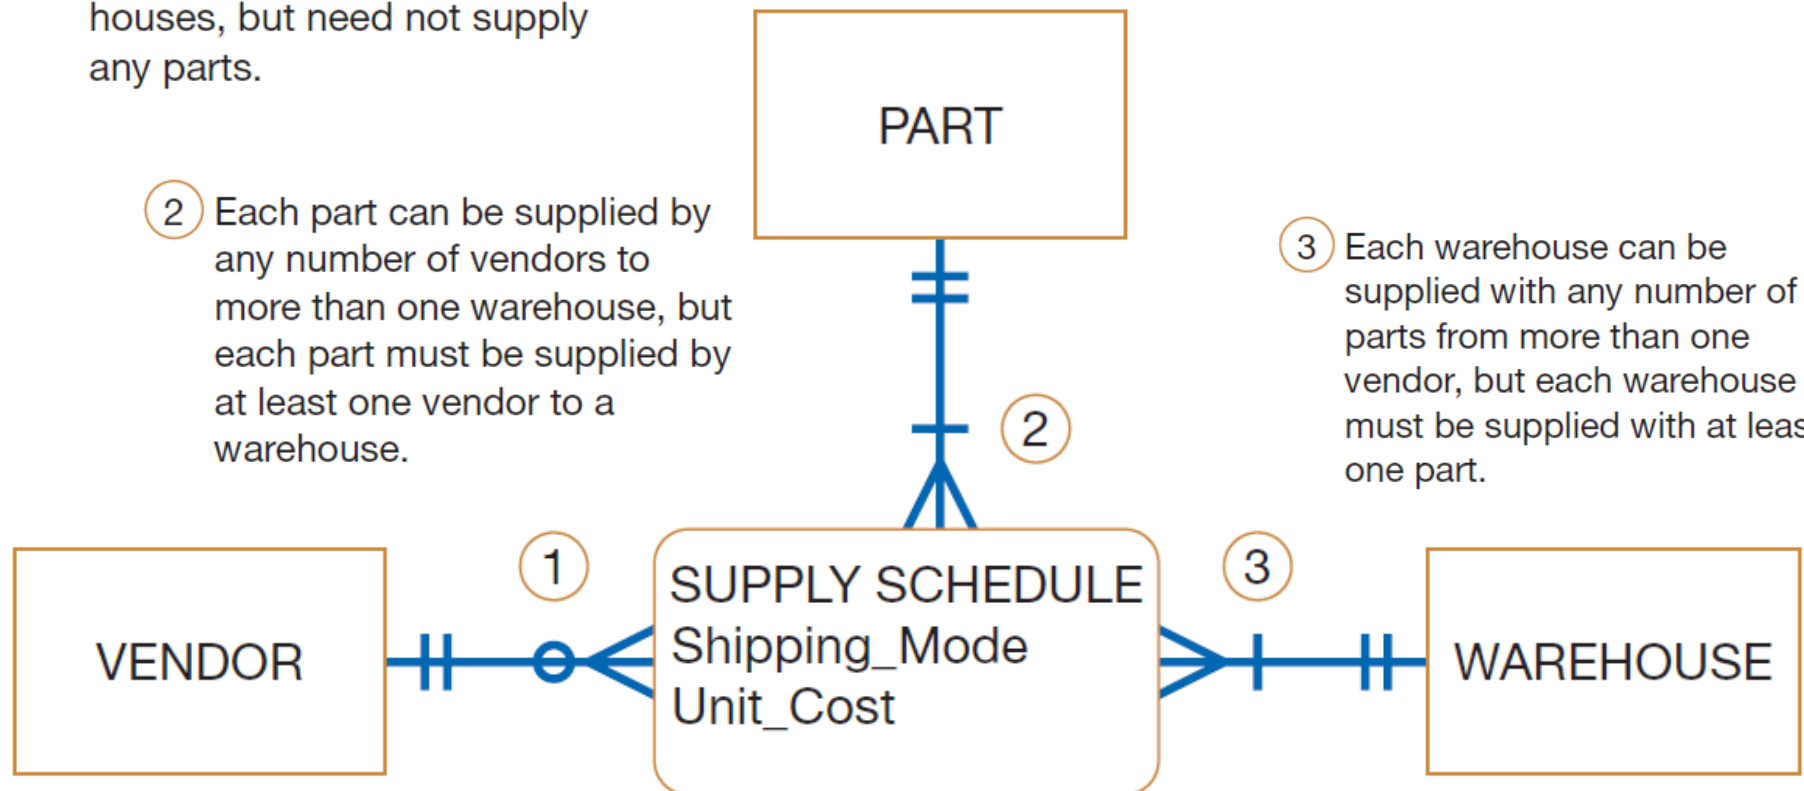 houses, but need not supply
any parts.
PART
2 Each part can be supplied by
any number of vendors to
more than one warehouse, but
each part must be supplied by
at least one vendor to a
warehouse.
3 Each warehouse can be
supplied with any number of
parts from more than one
vendor, but each warehouse
must be supplied with at leas
one part.
2
1
3
VENDOR
SUPPLY SCHEDULE
Shipping_Mode
Unit_Cost
WAREHOUSE